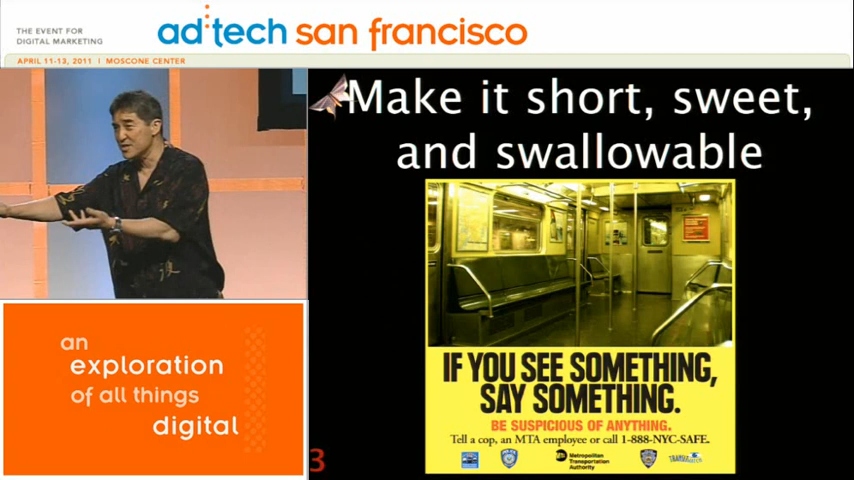 THE EVENT FOR
DIGITAL MARKETING
ad:tech san francisco
APRIL 11-13, 2011 | MOSCONE CENTER
Make it short, sweet,
and swallowable
IF YOU SEE SOMETHING,
SAY SOMETHING.
BE SUSPICIOUS OF ANYTHING.
Tell a cop, an MTA employee or call 1-888-NYC-SAFE.
Metropolitan
Transportation
Authority
an
exploration
of all things
digital
3